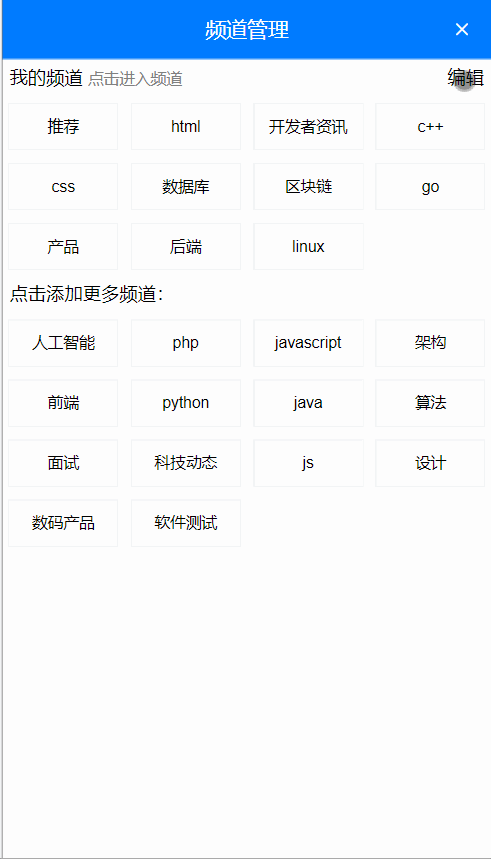 频道管理 ×
我的频道 点击进入频道 编辑
推荐 html 开发者资讯 c++
css 数据库 区块链 go
产品 后端 linux
点击添加更多频道：
人工智能 php javascript 架构
前端 python java 算法
面试 科技动态 js 设计
数码产品 软件测试